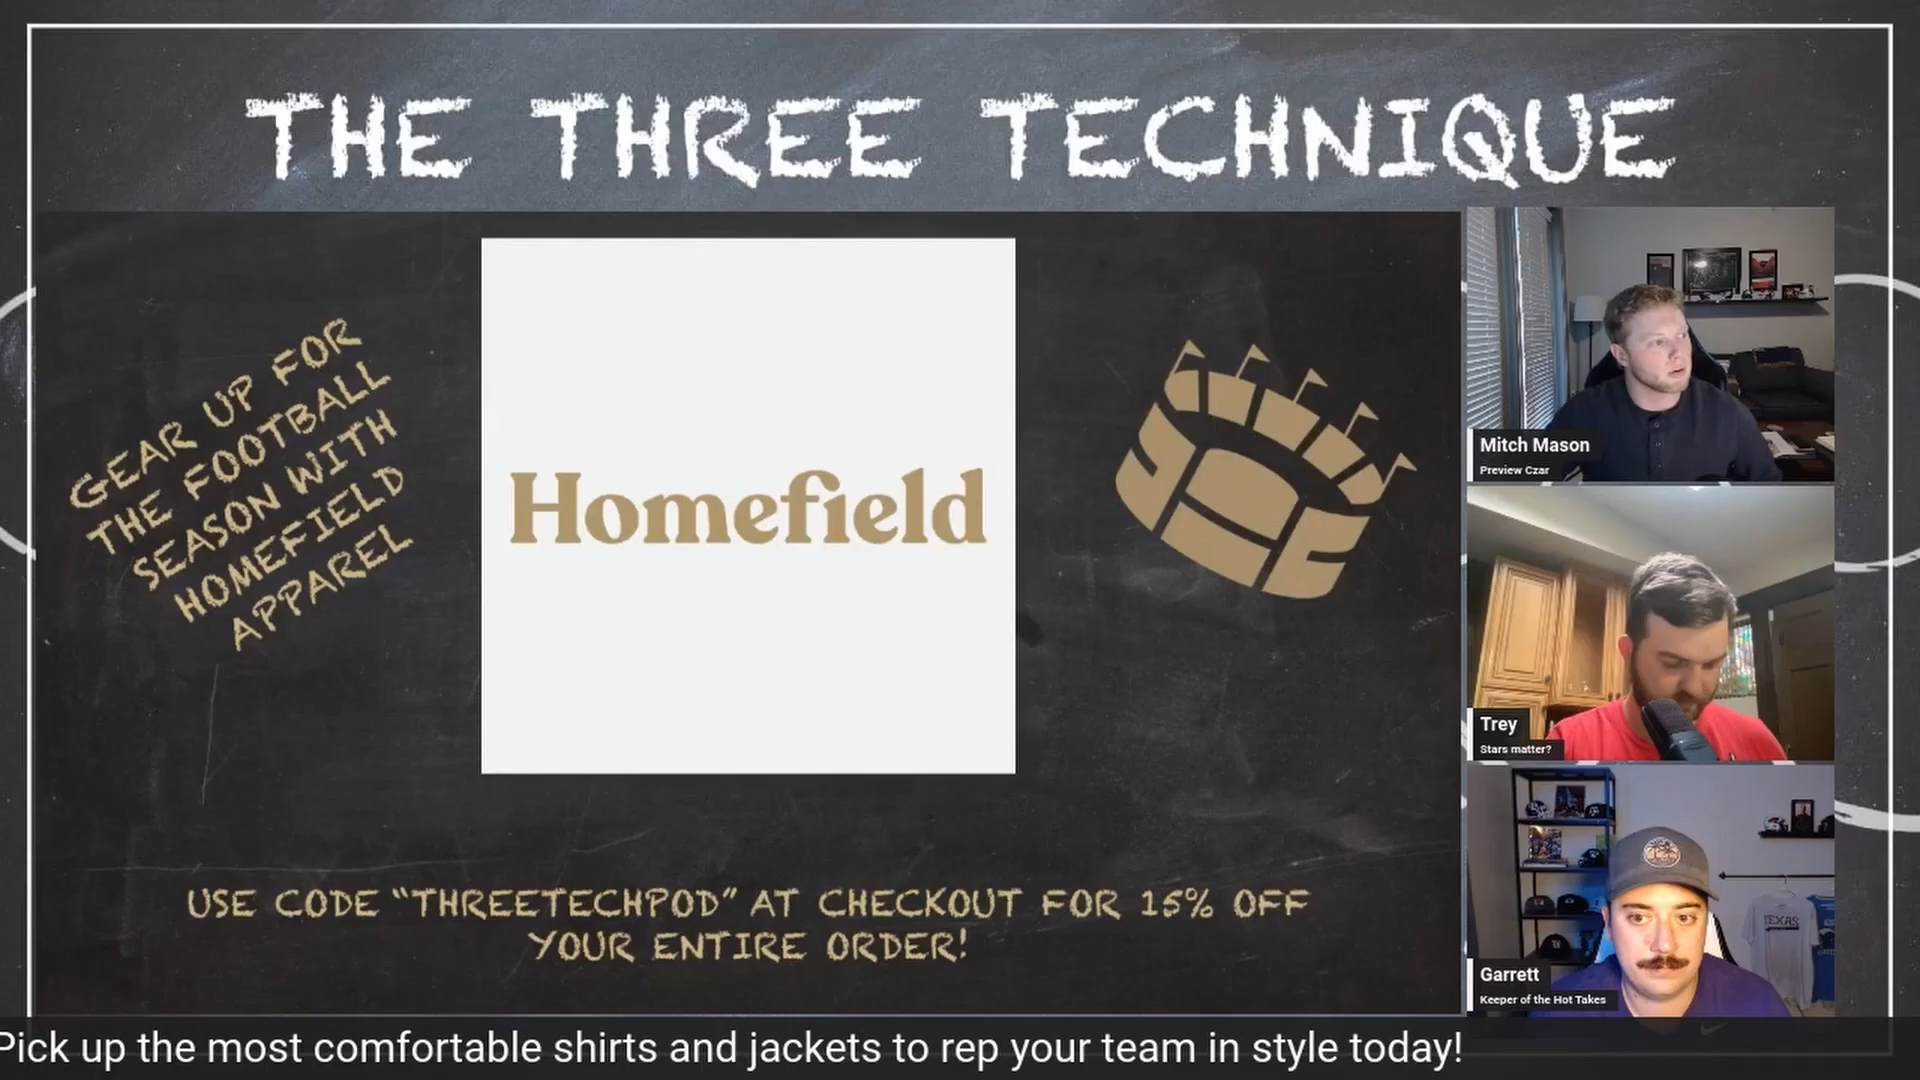 THE THREE TECHNIQUE
GEAR UP FOR
THE FOOTBALL
SEASON WITH
HOMEFIELD
APPAREL
Homefield
Mitch Mason
Preview Czar
Trey
Stars matter?
TEXAS
Garrett
Keeper of the Hot Takes
USE CODE “THREETECHPOD” AT CHECKOUT FOR 15% OFF
YOUR ENTIRE ORDER!
Pick up the most comfortable shirts and jackets to rep your team in style today!